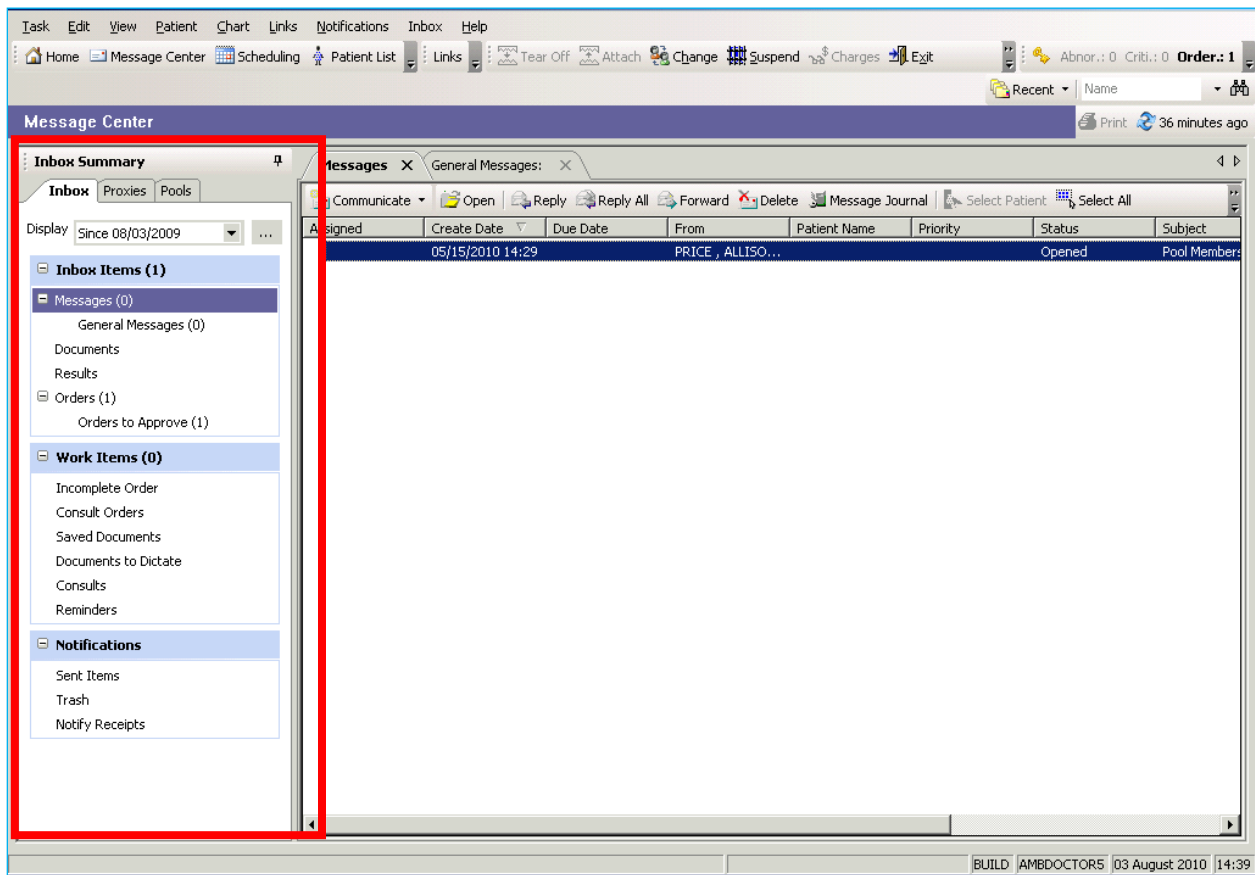 Task Edit View Patient Chart Links Notifications Inbox Help
Home Message Center Scheduling Patient List Links Tear Off Attach Change Suspend Charges Exit Abnor.: 0 Criti.: 0 Order.: 1
Recent Name
Message Center Print 36 minutes ago
Inbox Summary
Messages General Messages:
Inbox Proxies Pools
Communicate Open Reply Reply All Forward Delete Message Journal Select Patient Select All
Display Since 08/03/2009 ...
Assigned Create Date Due Date From Patient Name Priority Status Subject
05/15/2010 14:29 PRICE , ALLISO... Opened Pool Members
Inbox Items (1)
Messages (0)
General Messages (0)
Documents
Results
Orders (1)
Orders to Approve (1)
Work Items (0)
Incomplete Order
Consult Orders
Saved Documents
Documents to Dictate
Consults
Reminders
Notifications
Sent Items
Trash
Notify Receipts
BUILD AMBDOCTOR5 03 August 2010 14:39